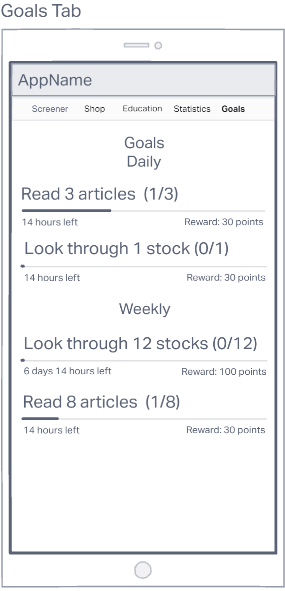 Goals Tab
AppName
Screener Shop Education Statistics Goals
Goals
Daily
Read 3 articles (1/3)
14 hours left Reward: 30 points
Look through 1 stock (0/1)
14 hours left Reward: 30 points
Weekly
Look through 12 stocks (0/12)
6 days 14 hours left Reward: 100 points
Read 8 articles (1/8)
14 hours left Reward: 30 points